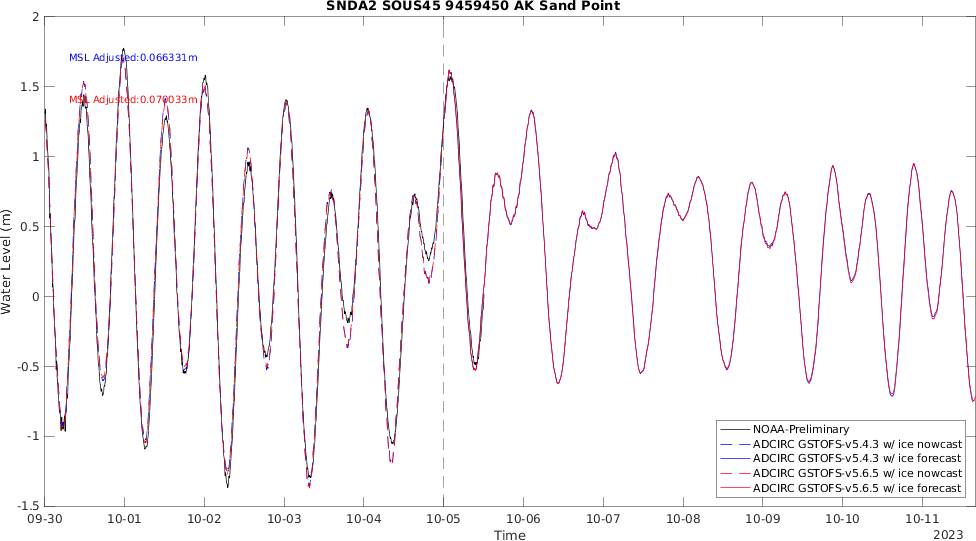 SNDA2 SOUS45 9459450 AK Sand Point
2
1.5
1
0.5
0
-0.5
-1
-1.5
Water Level (m)
MSL Adjusted:0.066331m
MSL Adjusted:0.070033m
NOAA-Preliminary
ADCIRC GSTOFS-v5.4.3 w/ ice nowcast
ADCIRC GSTOFS-v5.4.3 w/ ice forecast
ADCIRC GSTOFS-v5.6.5 w/ ice nowcast
ADCIRC GSTOFS-v5.6.5 w/ ice forecast
09-30 10-01 10-02 10-03 10-04 10-05 10-06 10-07 10-08 10-09 10-10 10-11
Time
2023